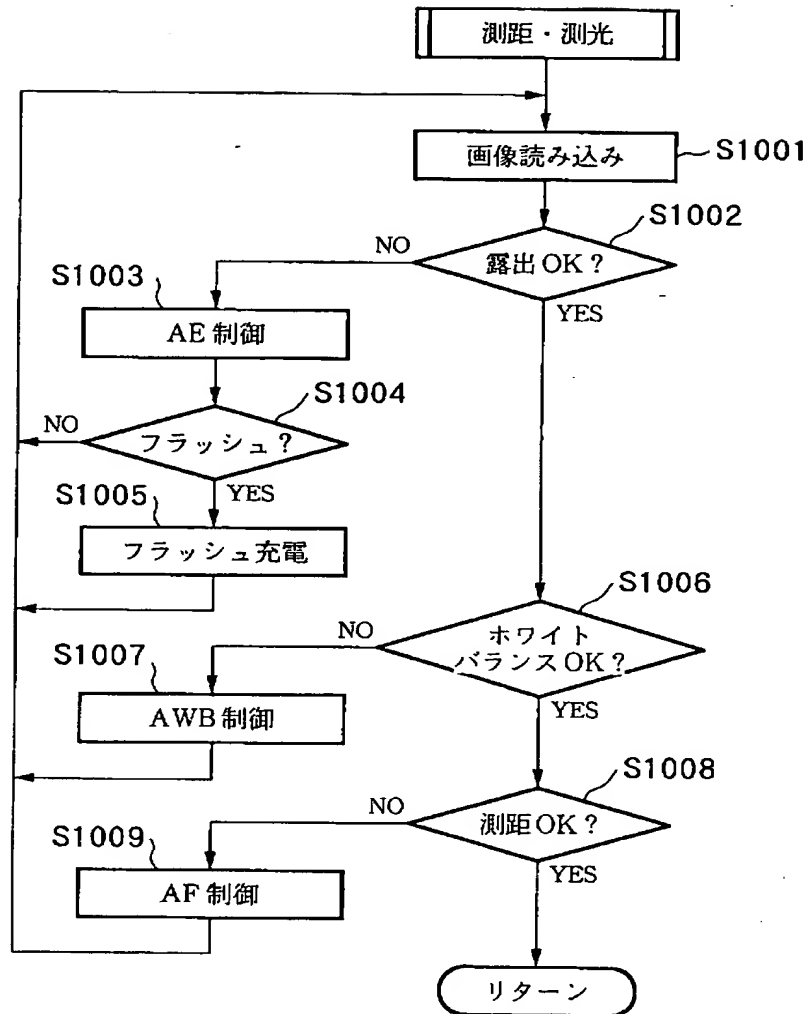 測距・測光
画像読み込み
S1001
S1002
露出OK?
NO
YES
S1003
AE制御
S1004
フラッシュ?
NO
YES
S1005
フラッシュ充電
S1006
ホワイト
バランスOK?
NO
YES
S1007
AWB制御
S1008
測距OK?
NO
YES
S1009
AF制御
リターン